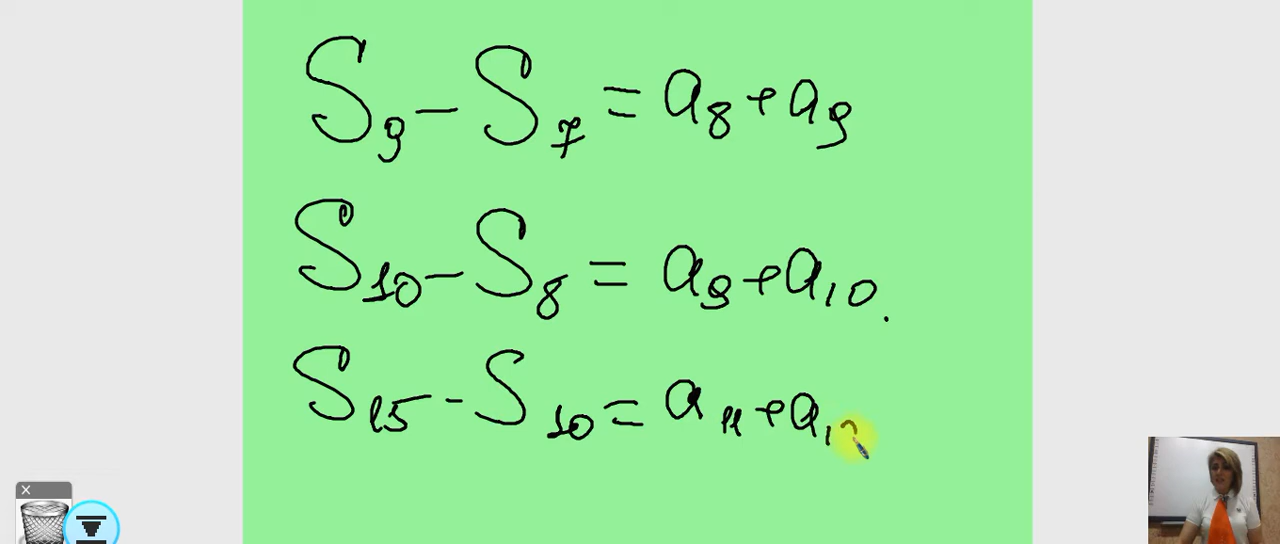 S₉ - S₇ = a₈ + a₉
S₁₀ - S₈ = a₉ + a₁₀.
S₁₅ - S₁₀ = a₁₁ + a₁